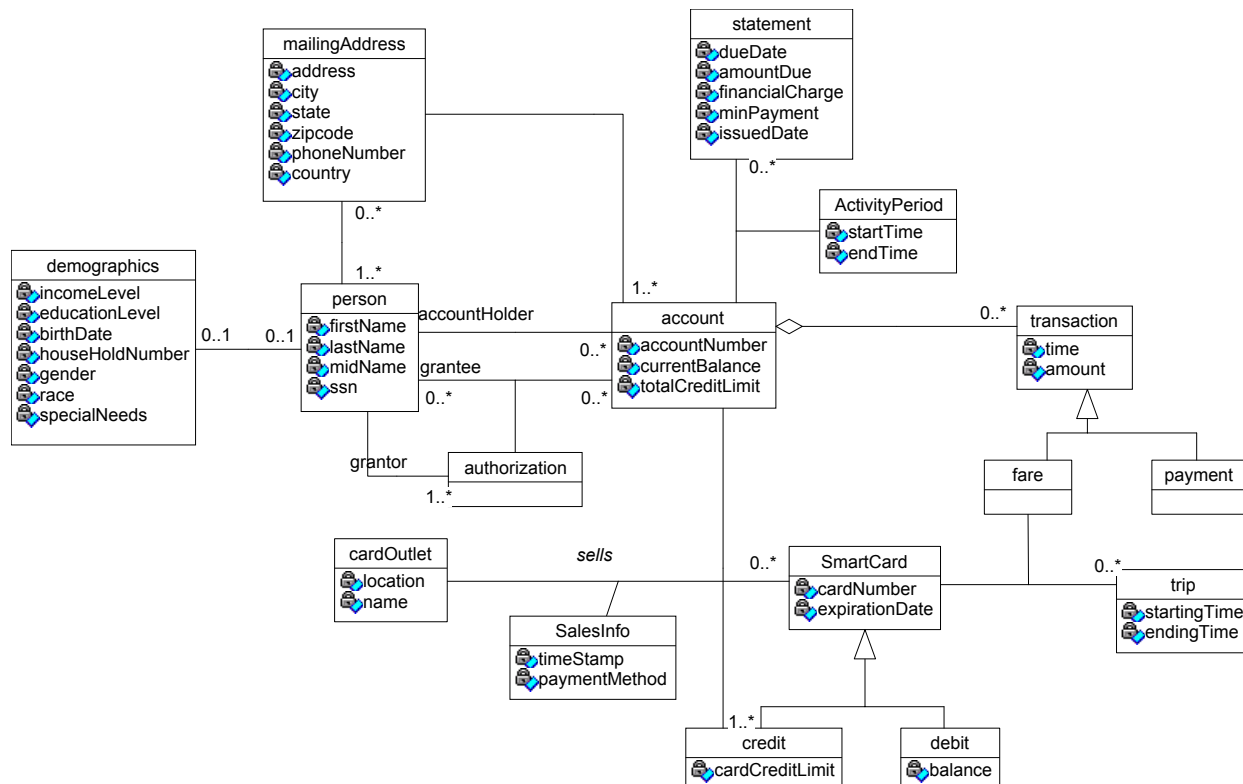 statement
dueDate
amountDue
financialCharge
minPayment
issuedDate
0..*
mailingAddress
address
city
state
zipcode
phoneNumber
country
0..*
1..*
ActivityPeriod
startTime
endTime
demographics
incomeLevel
educationLevel
birthDate
houseHoldNumber
gender
race
specialNeeds
0..1
0..1
1..*
person
firstName
lastName
midName
ssn
accountHolder
0..*
grantee
0..*
0..*
account
accountNumber
currentBalance
totalCreditLimit
0..*
transaction
time
amount
grantor
1..*
authorization
fare
payment
cardOutlet
location
name
sells
0..*
SalesInfo
timeStamp
paymentMethod
SmartCard
cardNumber
expirationDate
0..*
trip
startingTime
endingTime
1..*
credit
cardCreditLimit
debit
balance